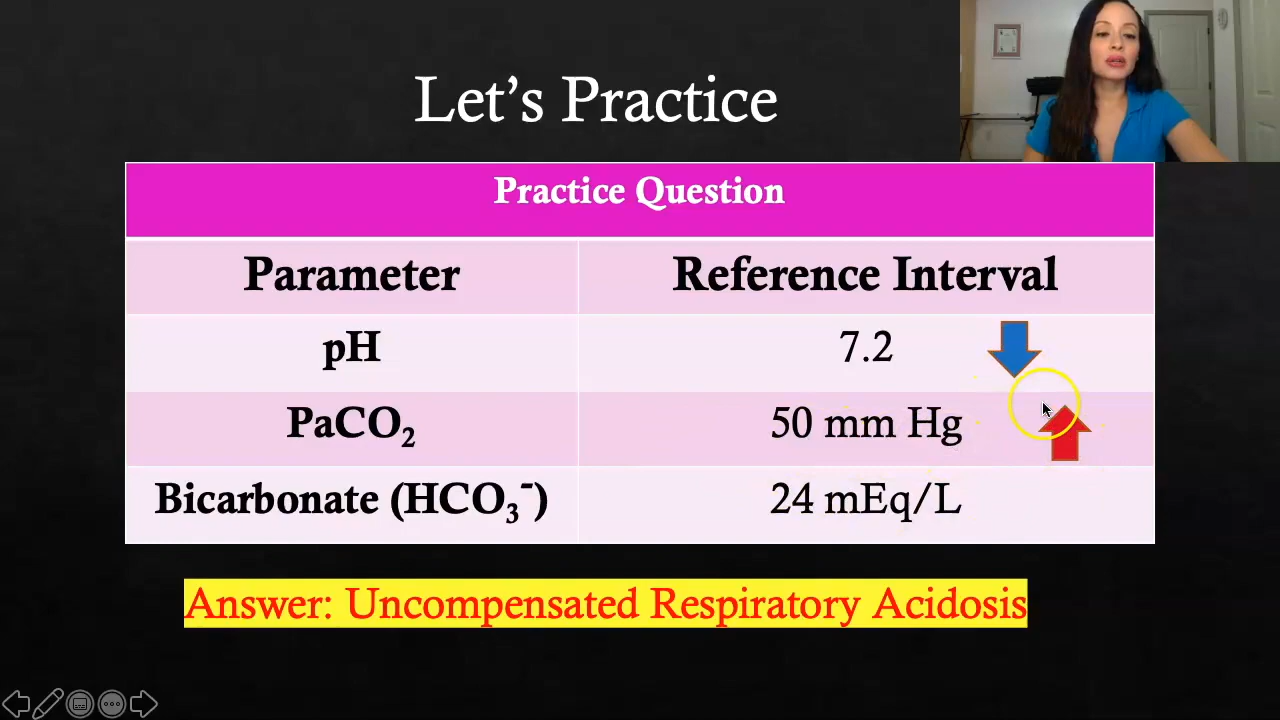 Let's Practice
Practice Question
Parameter Reference Interval
pH 7.2
PaCO₂ 50 mm Hg
Bicarbonate (HCO₃⁻) 24 mEq/L
Answer: Uncompensated Respiratory Acidosis